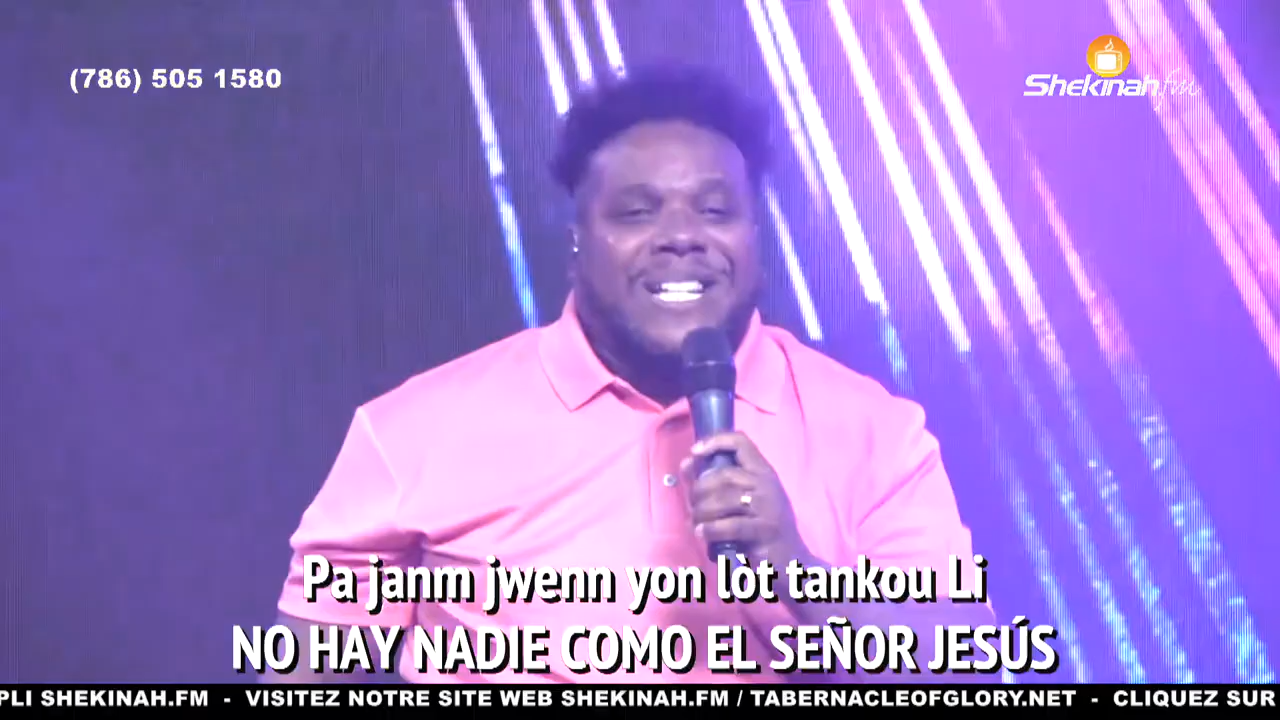 (786) 505 1580
Shekinah.fm
Pa janm jwenn yon lòt tankou Li
NO HAY NADIE COMO EL SEÑOR JESÚS
PLI SHEKINAH.FM - VISITEZ NOTRE SITE WEB SHEKINAH.FM / TABERNACLEOFGLORY.NET - CLIQUEZ SUR